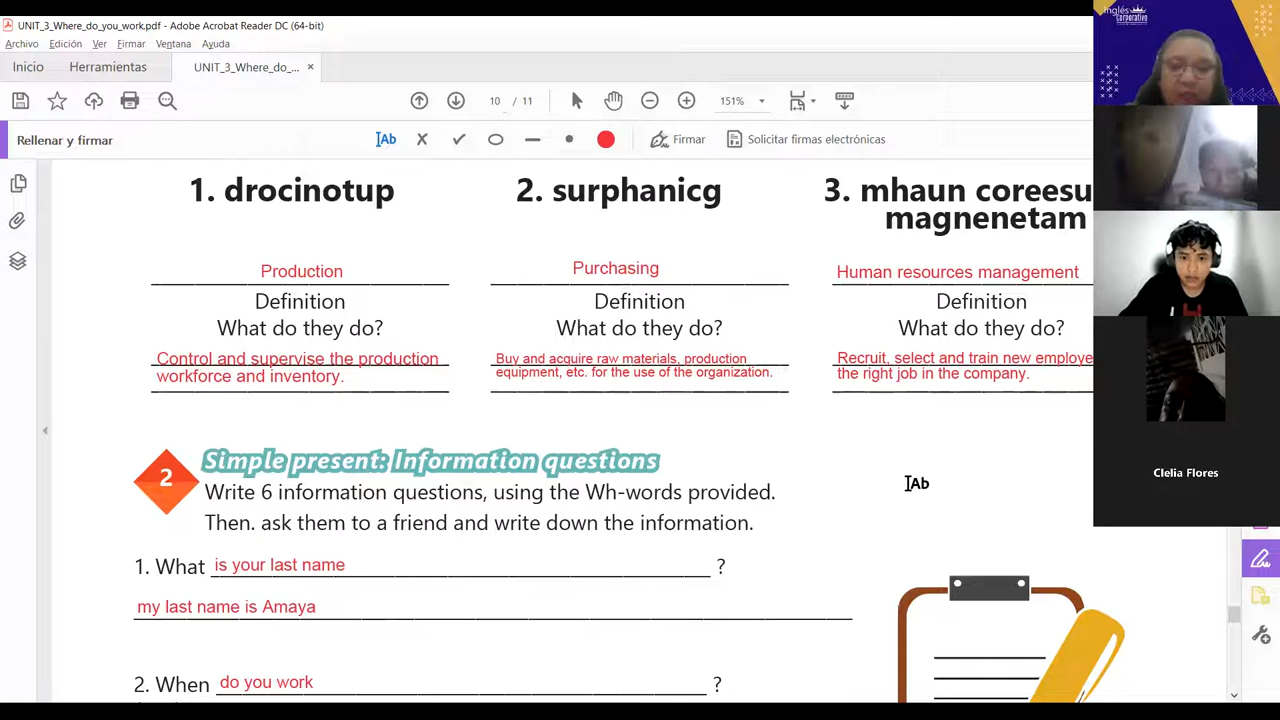 UNIT_3_Where_do_you_work.pdf - Adobe Acrobat Reader DC (64-bit)
Archivo Edición Ver Firmar Ventana Ayuda
Inicio Herramientas UNIT_3_Where_do_... ×
10 / 11 151%
Rellenar y firmar Ab Firmar Solicitar firmas electrónicas
Inglés Corporativo
1. drocinotup 2. surphanicg 3. mhaun coreesu
magnenetam
Production Purchasing Human resources management
Definition Definition Definition
What do they do? What do they do? What do they do?
Control and supervise the production Buy and acquire raw materials, production Recruit, select and train new employe
workforce and inventory. equipment, etc. for the use of the organization. the right job in the company.
Clelia Flores
2 Simple present: Information questions
Write 6 information questions, using the Wh-words provided. Ab
Then. ask them to a friend and write down the information.
1. What is your last name ?
my last name is Amaya
2. When do you work ?